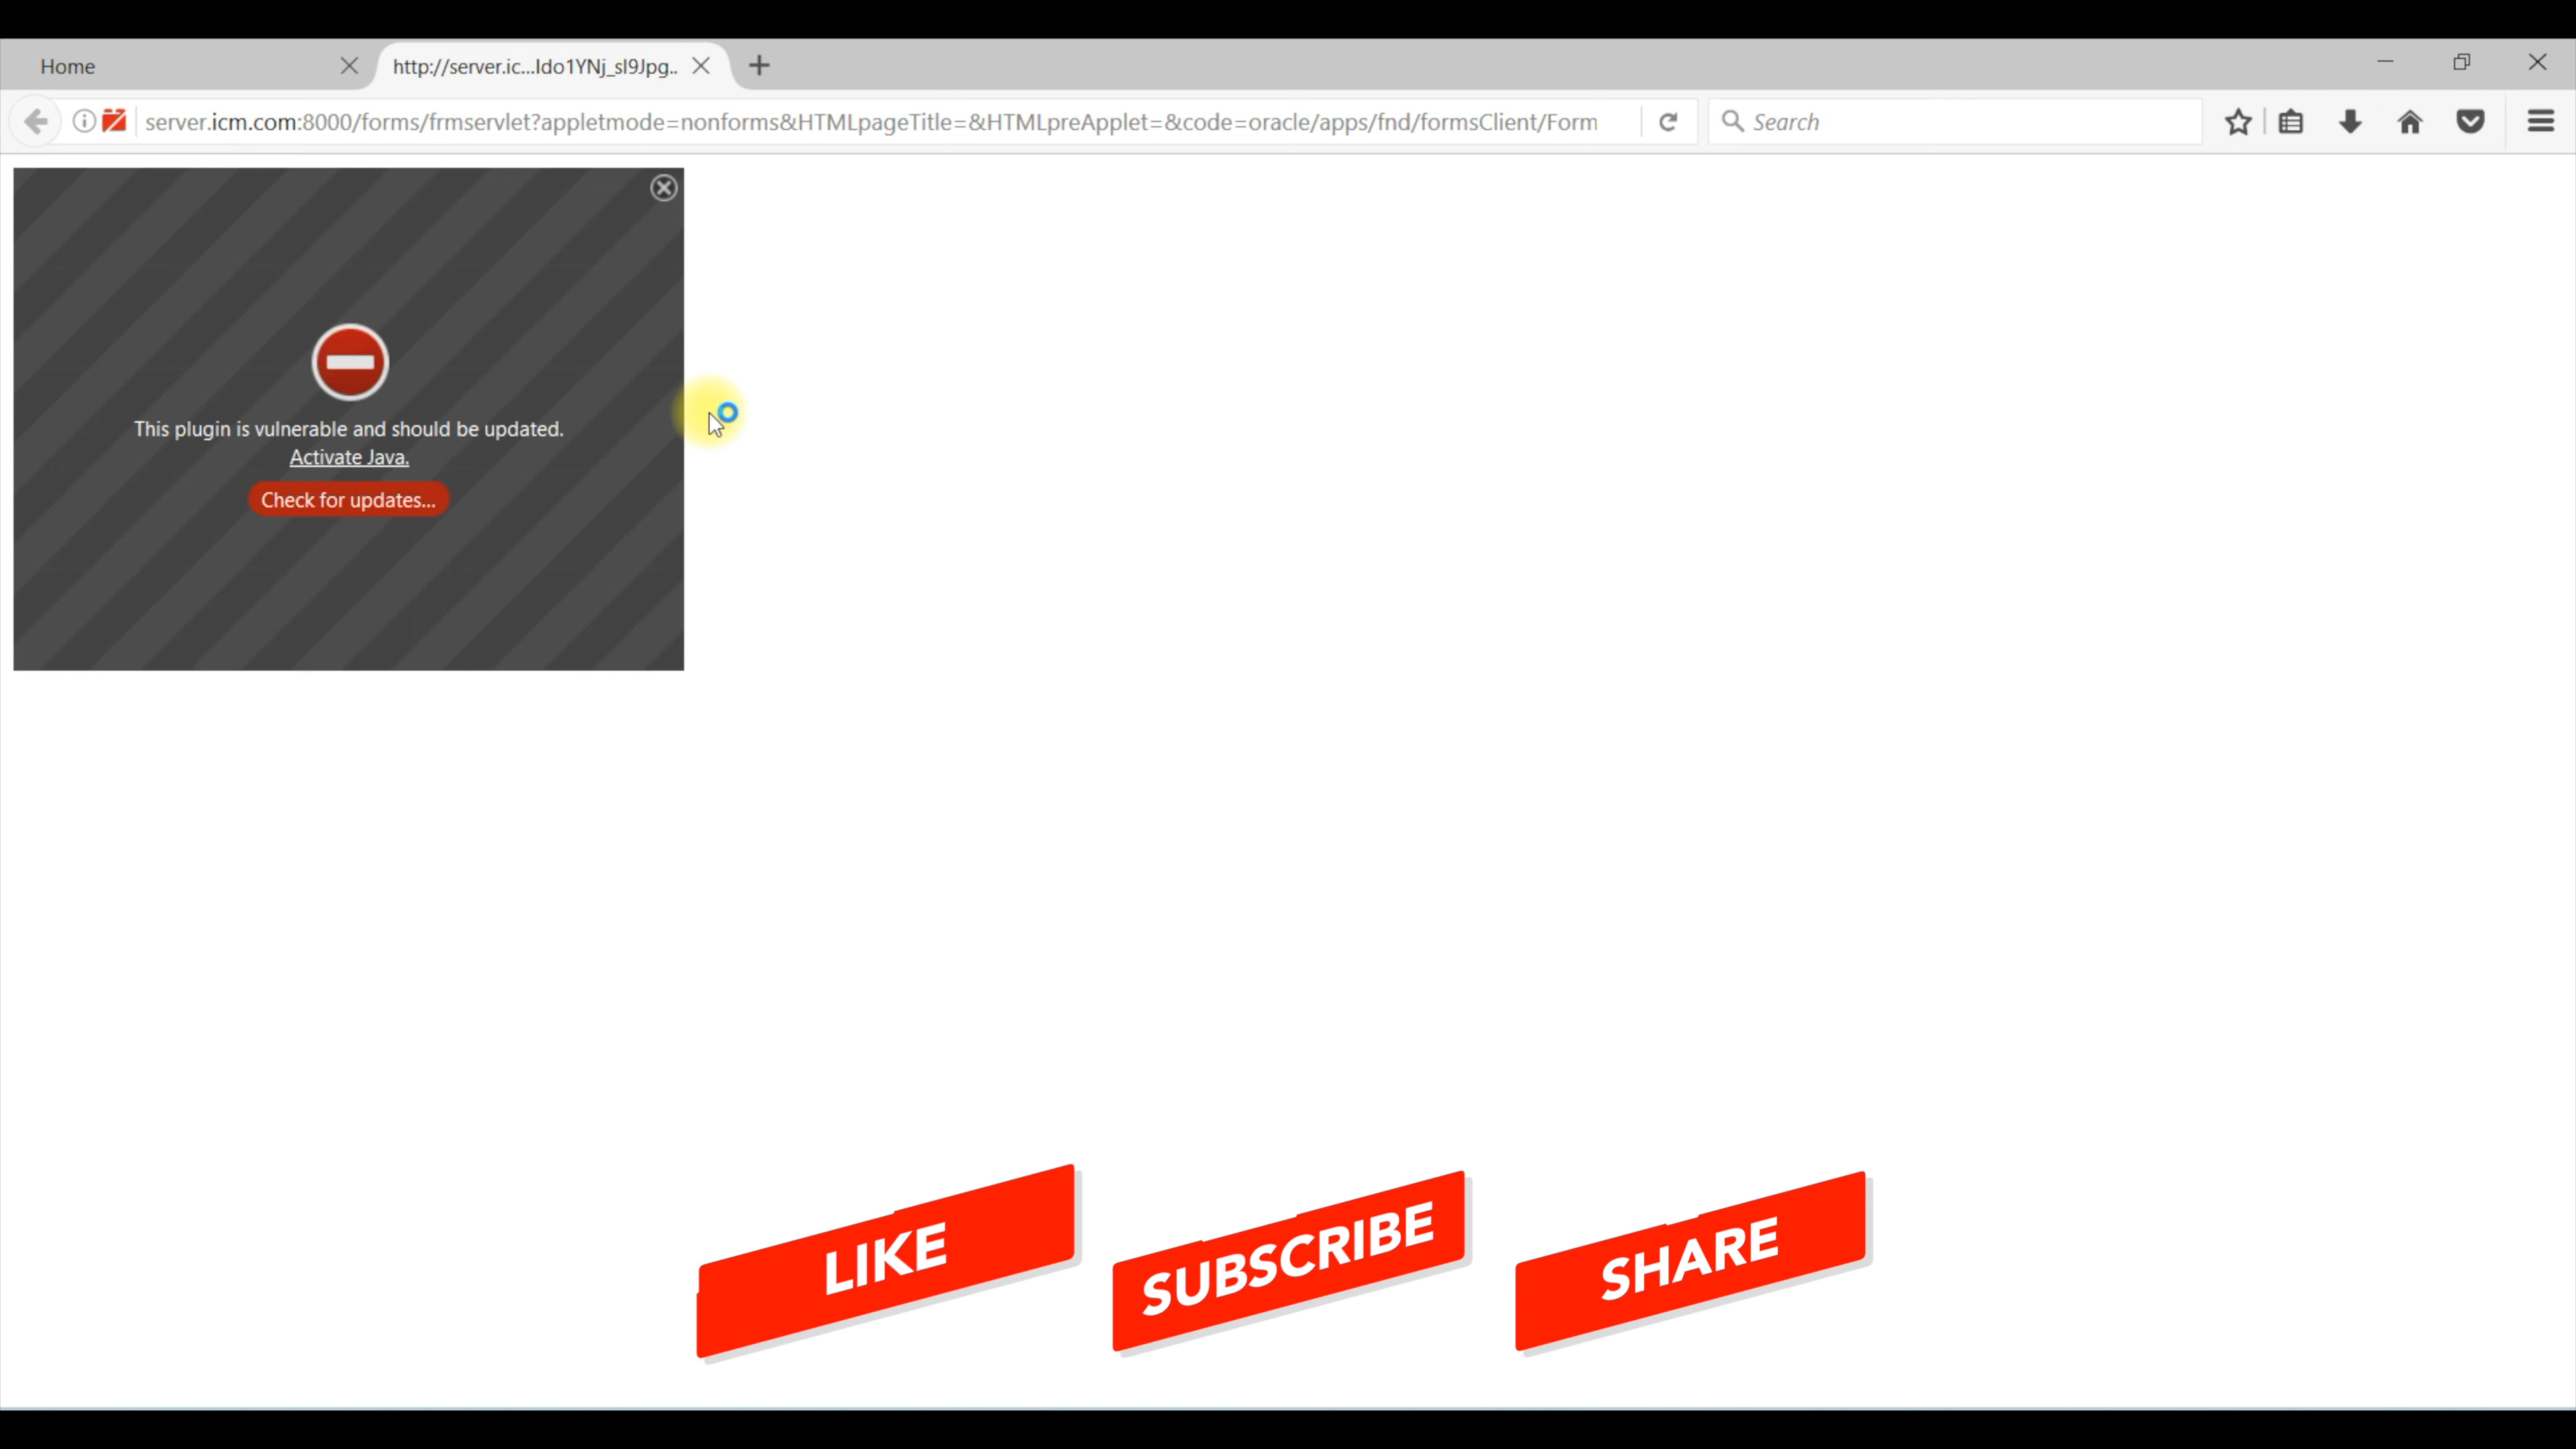 Home
http://server.ic...Ido1YNj_sI9Jpg..
server.icm.com:8000/forms/frmservlet?appletmode=nonforms&HTMLpageTitle=&HTMLpreApplet=&code=oracle/apps/fnd/formsClient/Form
Search
This plugin is vulnerable and should be updated.
Activate Java.
Check for updates...
LIKE
SUBSCRIBE
SHARE